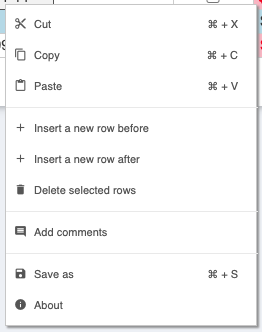 Cut ⌘ + X
Copy ⌘ + C
Paste ⌘ + V
Insert a new row before
Insert a new row after
Delete selected rows
Add comments
Save as ⌘ + S
About